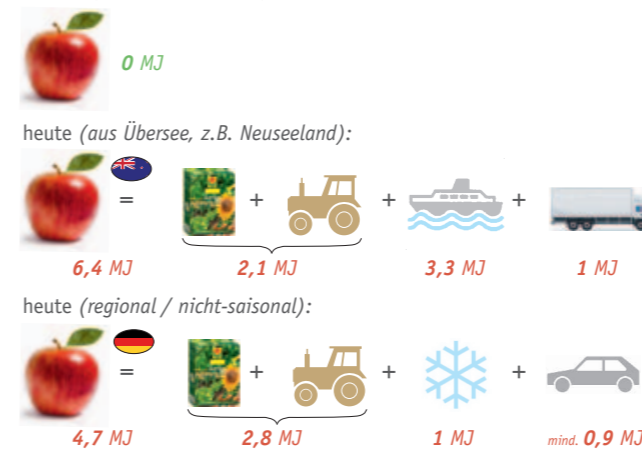 0 MJ
heute (aus Übersee, z.B. Neuseeland):
= + + +
6,4 MJ 2,1 MJ 3,3 MJ 1 MJ
heute (regional / nicht-saisonal):
= + + +
4,7 MJ 2,8 MJ 1 MJ mind. 0,9 MJ